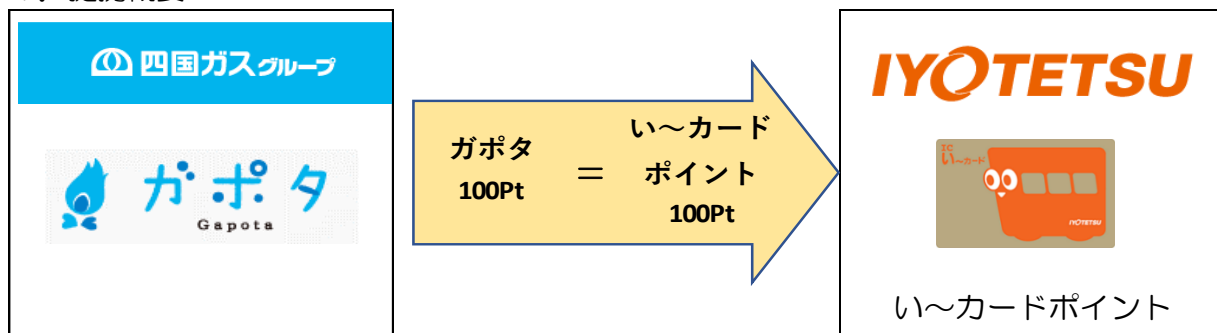 四国ガスグループ
ガポタ
Gapota
ガポタ
100Pt
＝
い～カード
ポイント
100Pt
IYOTETSU
IC
い～カード
IYOTETSU
い～カードポイント